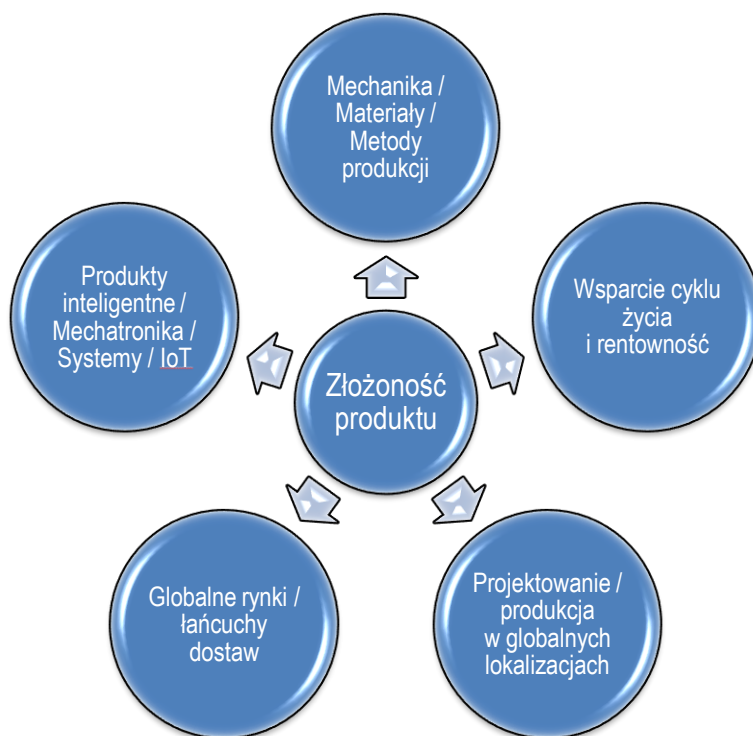 Mechanika /
Materiały /
Metody
produkcji
Produkty
inteligentne /
Mechatronika /
Systemy / IoT
Wsparcie cyklu
życia
i rentowność
Złożoność
produktu
Globalne rynki /
łańcuchy
dostaw
Projektowanie /
produkcja
w globalnych
lokalizacjach